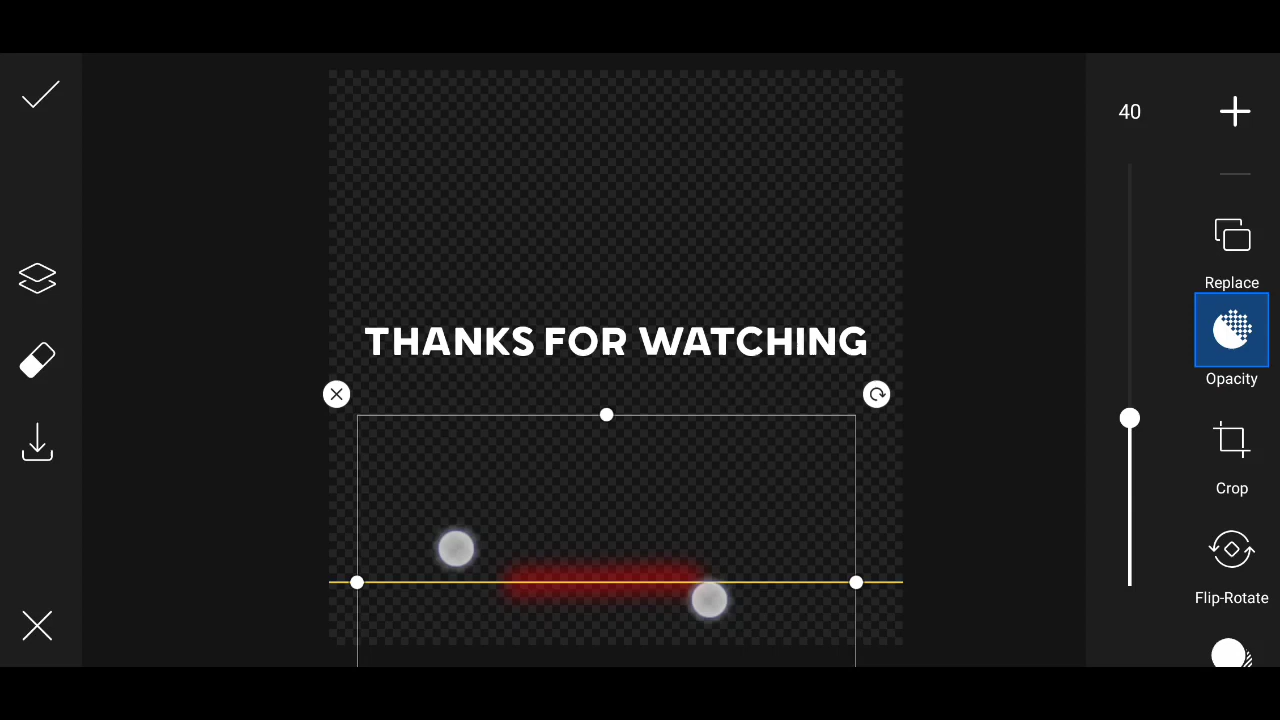 40
Replace
THANKS FOR WATCHING
Opacity
Crop
Flip-Rotate